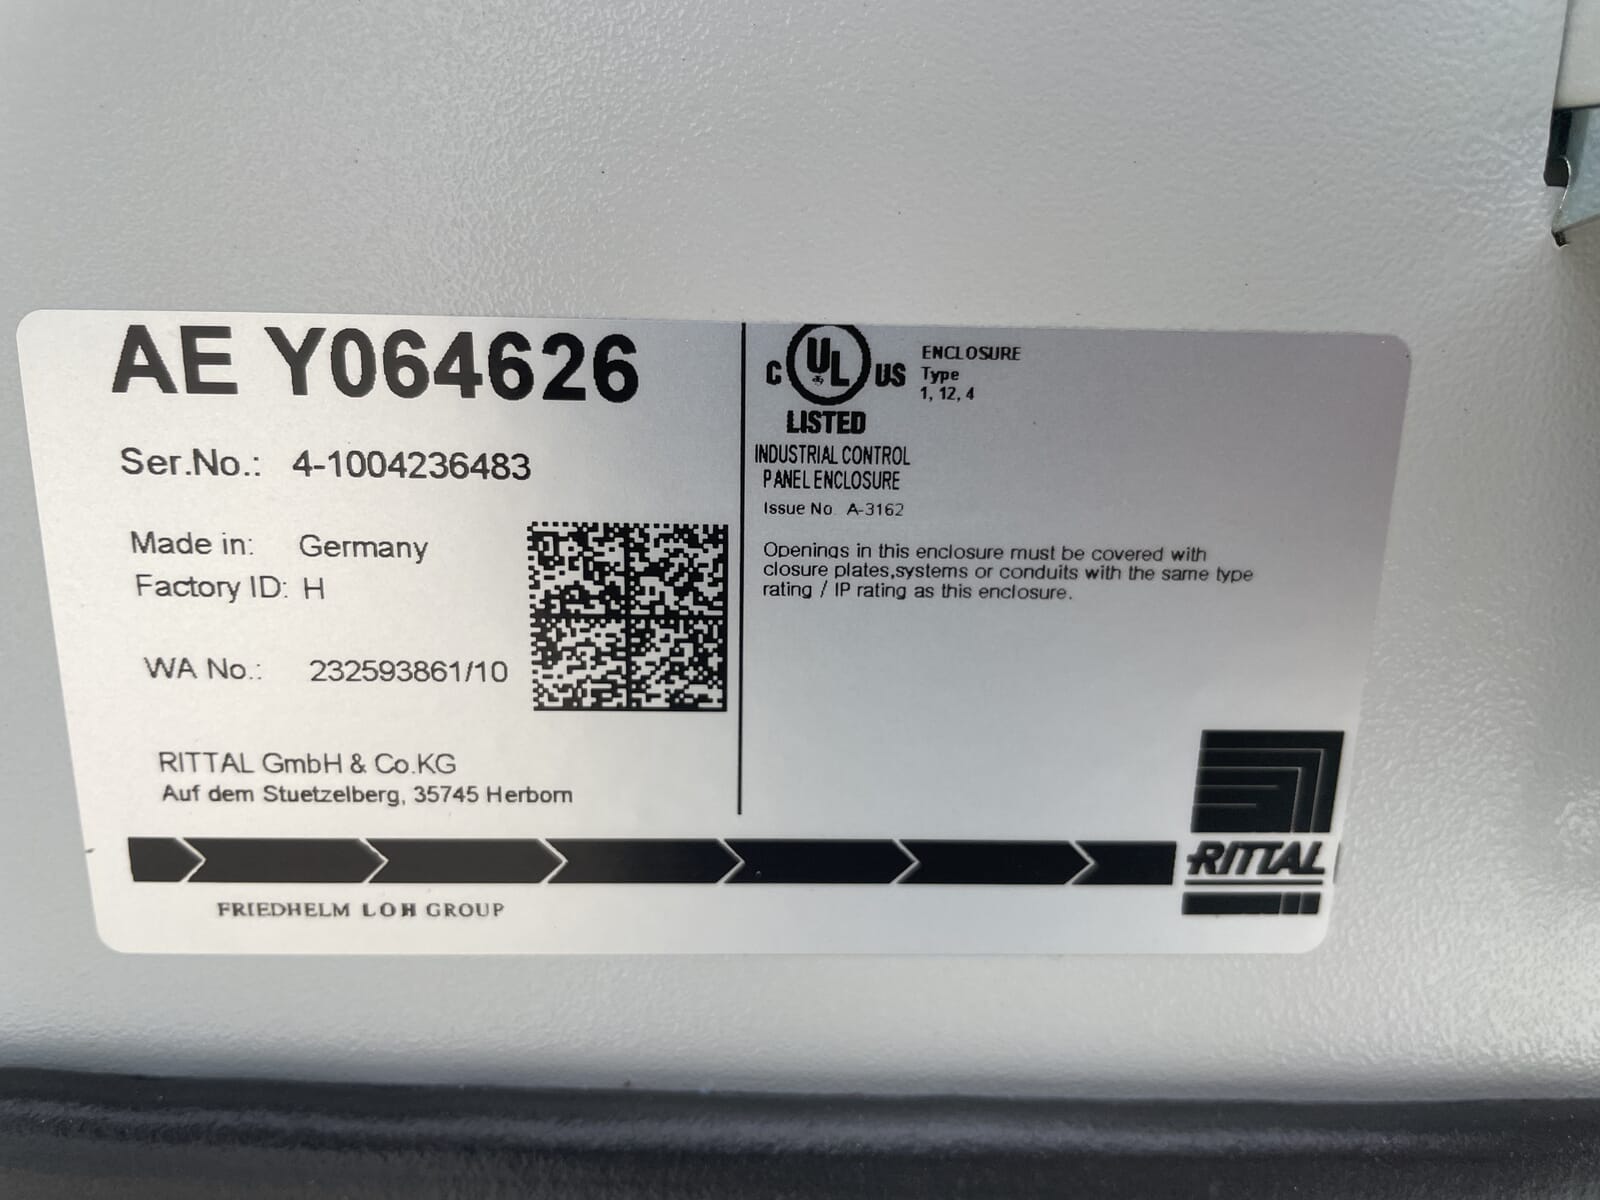 AE Y064626
Ser.No.: 4-1004236483
Made in: Germany
Factory ID: H
WA No.: 232593861/10
RITTAL GmbH & Co.KG
Auf dem Stuetzelberg, 35745 Herborn
FRIEDHELM LOH GROUP
C UL US
LISTED
ENCLOSURE
Type
1, 12, 4
INDUSTRIAL CONTROL
PANEL ENCLOSURE
Issue No. A-3162
Openings in this enclosure must be covered with
closure plates,systems or conduits with the same type
rating / IP rating as this enclosure.
RITTAL